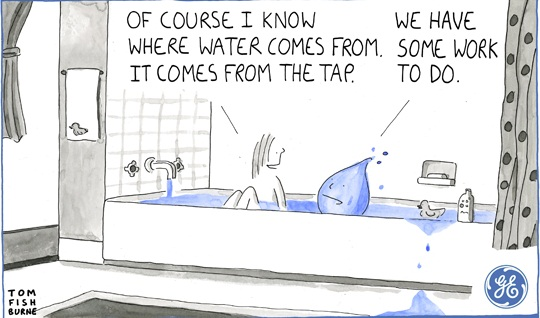 OF COURSE I KNOW
WHERE WATER COMES FROM.
IT COMES FROM THE TAP.
WE HAVE
SOME WORK
TO DO.
TOM
FISH
BURNE
GE